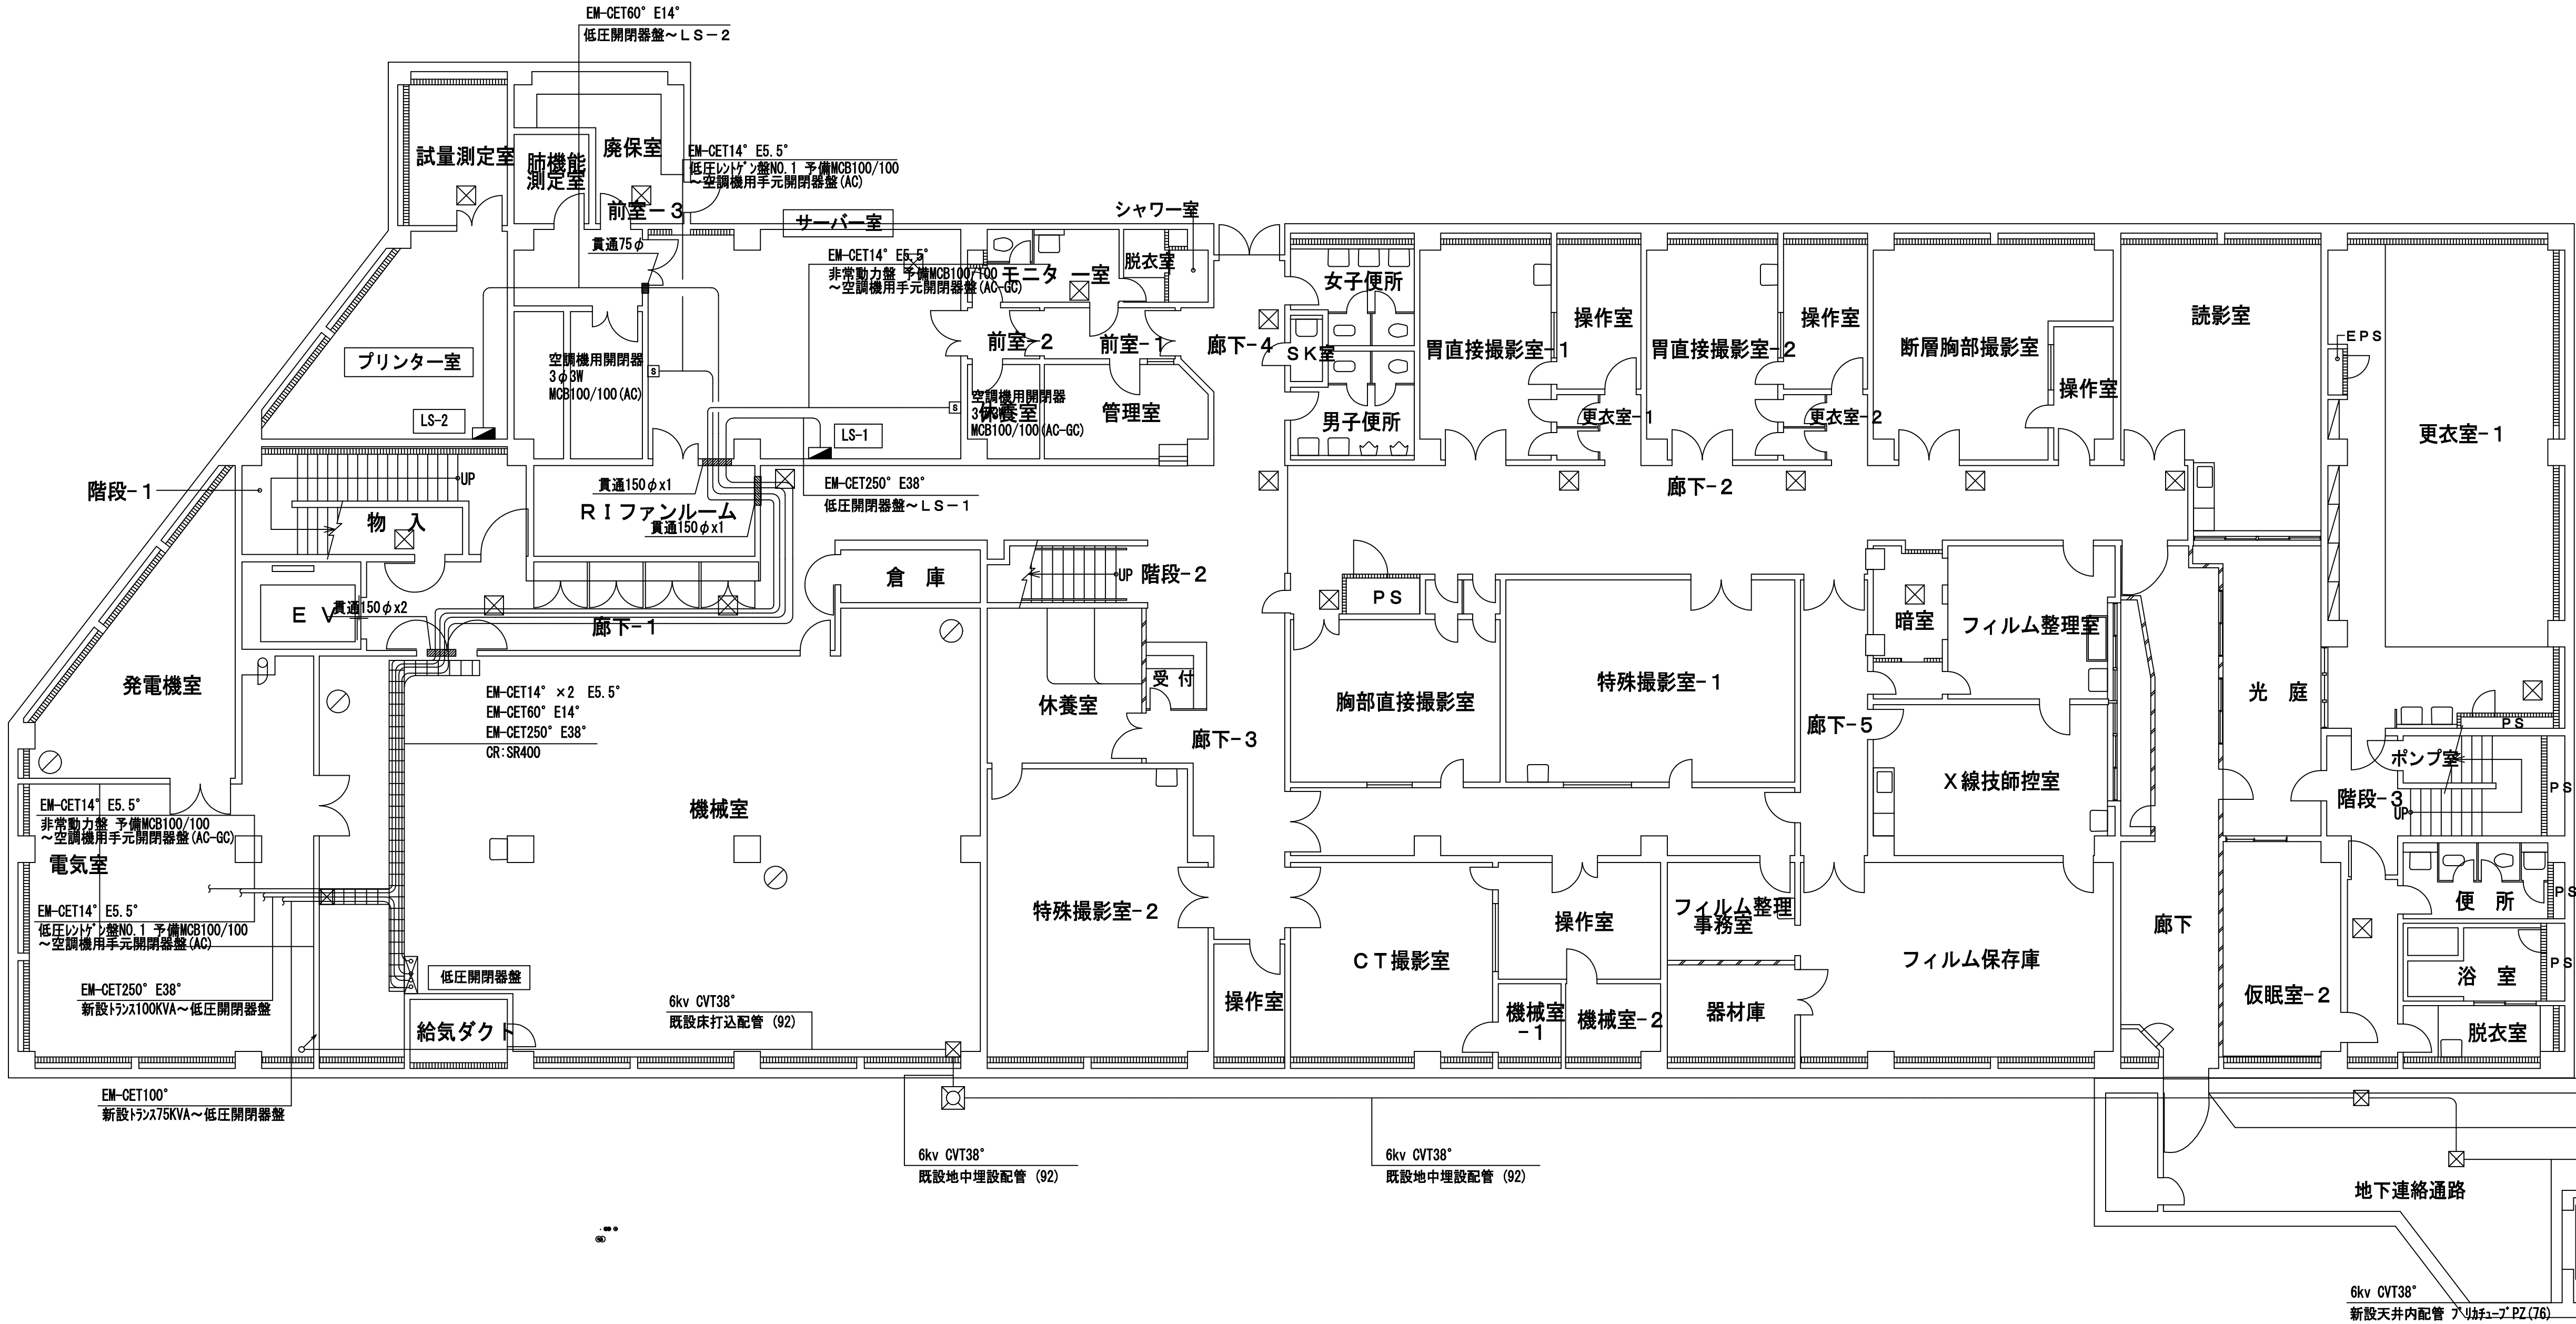 EM-CET60° E14°
低圧開閉器盤～ＬＳ－２
試量測定室
肺機能
測定室
廃保室
前室－３
EM-CET14° E5.5°
低圧ﾚﾝﾄｹﾞﾝ盤NO.1 予備MCB100/100
～空調機用手元開閉器盤(AC)
サーバー室
シャワー室
貫通75φ
EM-CET14° E5.5°
非常動力盤 予備MCB100/100
～空調機用手元開閉器盤(AC-GC)
モニター室
脱衣室
プリンター室
空調機用開閉器
3φ3W
MCB100/100(AC)
S
前室-2
前室-1
廊下-4
空調機用開閉器
3φ3W
MCB100/100(AC-GC)
S
休養室
管理室
LS-2
LS-1
女子便所
ＳＫ室
男子便所
胃直接撮影室-1
操作室
更衣室-1
胃直接撮影室-2
操作室
更衣室-2
断層胸部撮影室
操作室
読影室
ＥＰＳ
更衣室-1
階段-1
UP
物　入
貫通150φx1
ＲＩファンルーム
貫通150φx1
EM-CET250° E38°
低圧開閉器盤～ＬＳ－１
廊下-2
ＥＶ
貫通150φx2
廊下-1
倉　庫
UP
階段-2
ＰＳ
暗室
フィルム整理室
発電機室
EM-CET14° ×2　E5.5°
EM-CET60° E14°
EM-CET250° E38°
CR:SR400
休養室
受 付
廊下-3
胸部直接撮影室
特殊撮影室-1
廊下-5
光　庭
ＰＳ
ポンプ室
Ｘ線技師控室
階段-3
UP
ＰＳ
機械室
EM-CET14° E5.5°
非常動力盤 予備MCB100/100
～空調機用手元開閉器盤(AC-GC)
電気室
EM-CET14° E5.5°
低圧ﾚﾝﾄｹﾞﾝ盤NO.1 予備MCB100/100
～空調機用手元開閉器盤(AC)
EM-CET250° E38°
新設ﾄﾗﾝｽ100KVA～低圧開閉器盤
低圧開閉器盤
給気ダクト
6kv CVT38°
既設床打込配管 (92)
特殊撮影室-2
操作室
ＣＴ撮影室
操作室
機械室
-1
機械室-2
フィルム整理
事務室
器材庫
フィルム保存庫
廊下
仮眠室-2
便　所
ＰＳ
浴　室
ＰＳ
脱衣室
EM-CET100°
新設ﾄﾗﾝｽ75KVA～低圧開閉器盤
6kv CVT38°
既設地中埋設配管 (92)
6kv CVT38°
既設地中埋設配管 (92)
地下連絡通路
6kv CVT38°
新設天井内配管 ﾌﾟﾘｶﾁｭｰﾌﾞPZ(76)